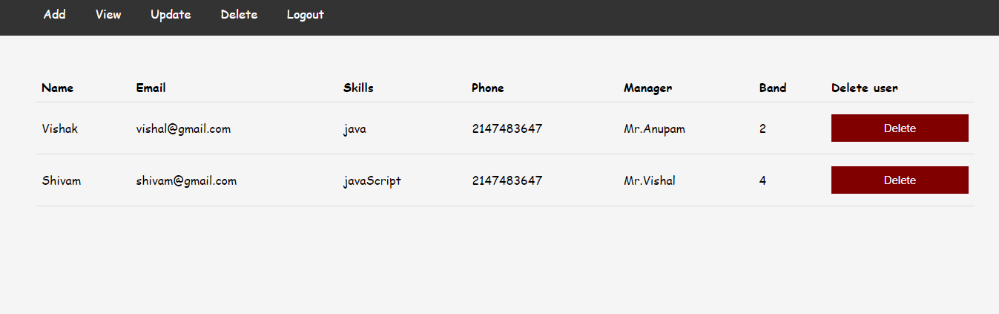 Add View Update Delete Logout
Name Email Skills Phone Manager Band Delete user
Vishak vishal@gmail.com java 2147483647 Mr.Anupam 2 Delete
Shivam shivam@gmail.com javaScript 2147483647 Mr.Vishal 4 Delete